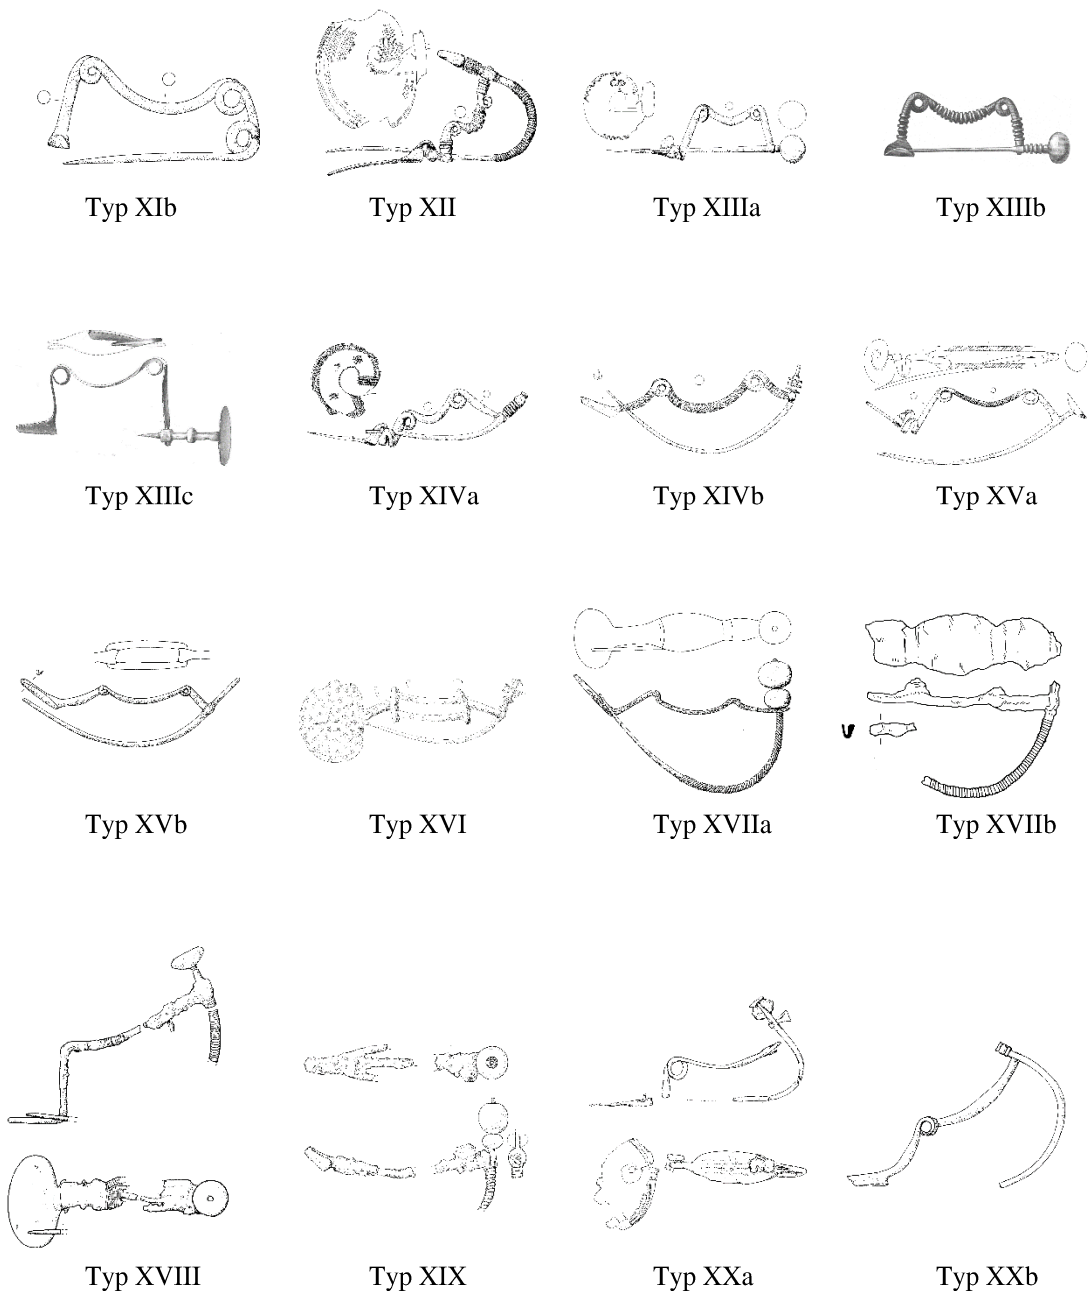 Typ XIb Typ XII Typ XIIIa Typ XIIIb
Typ XIIIc Typ XIVa Typ XIVb Typ XVa
Typ XVb Typ XVI Typ XVIIa Typ XVIIb
Typ XVIII Typ XIX Typ XXa Typ XXb